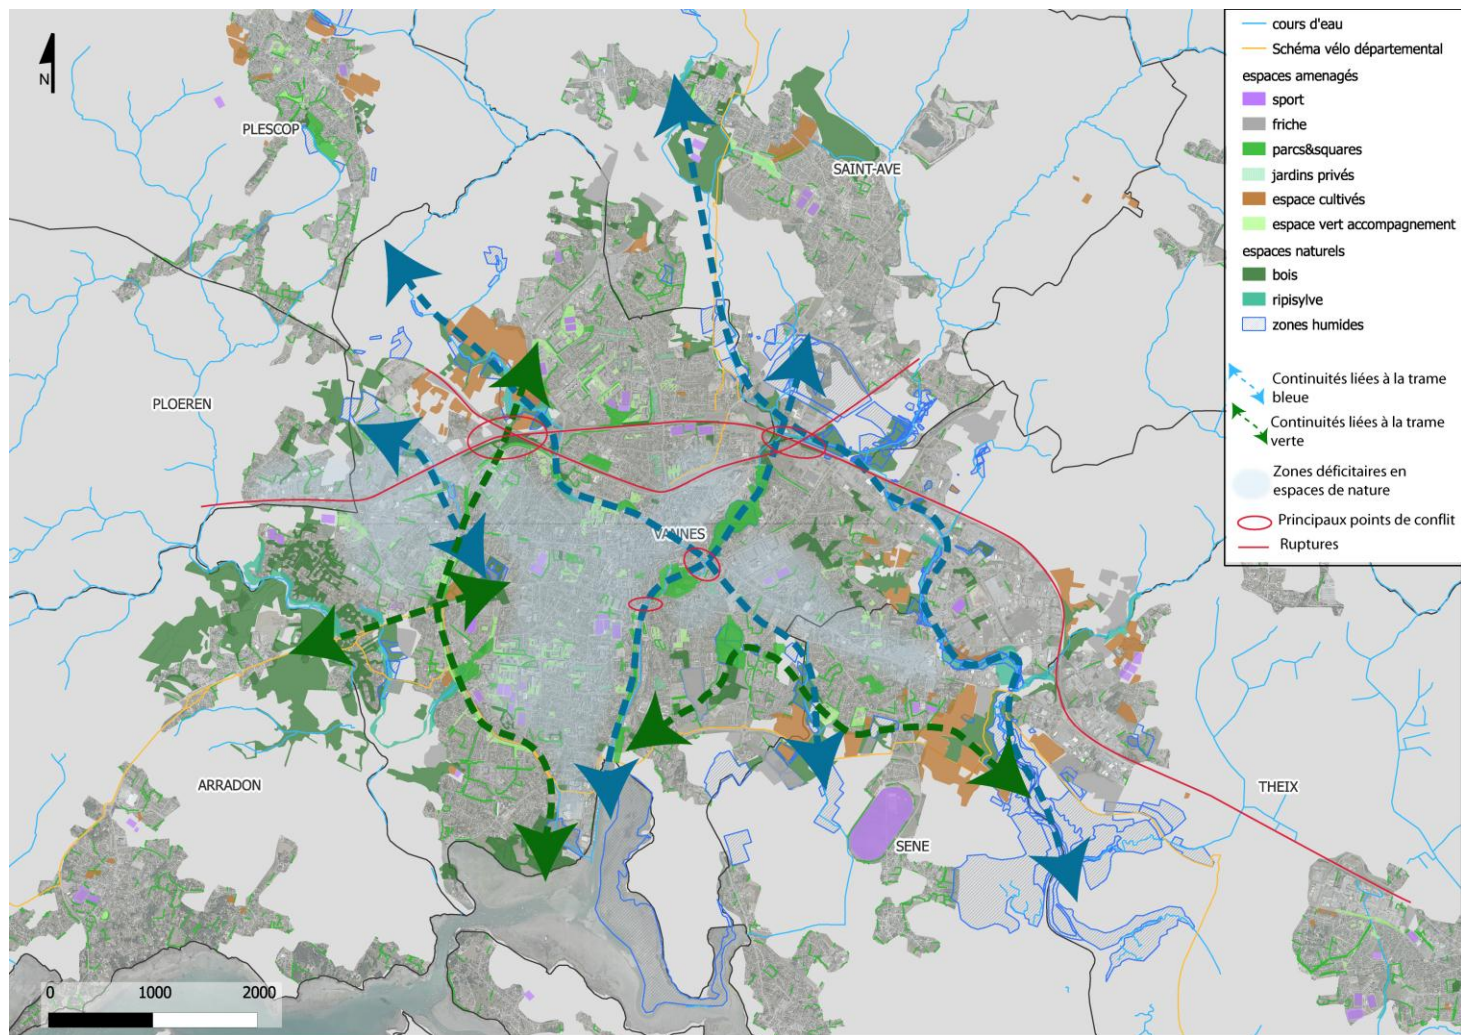 N
PLESCOP
SAINT-AVE
PLOEREN
VANNES
ARRADON
SENE
THEIX
0 1000 2000
cours d'eau
Schéma vélo départemental
espaces amenagés
sport
friche
parcs&squares
jardins privés
espace cultivés
espace vert accompagnement
espaces naturels
bois
ripisylve
zones humides
Continuités liées à la trame
bleue
Continuités liées à la trame
verte
Zones déficitaires en
espaces de nature
Principaux points de conflit
Ruptures